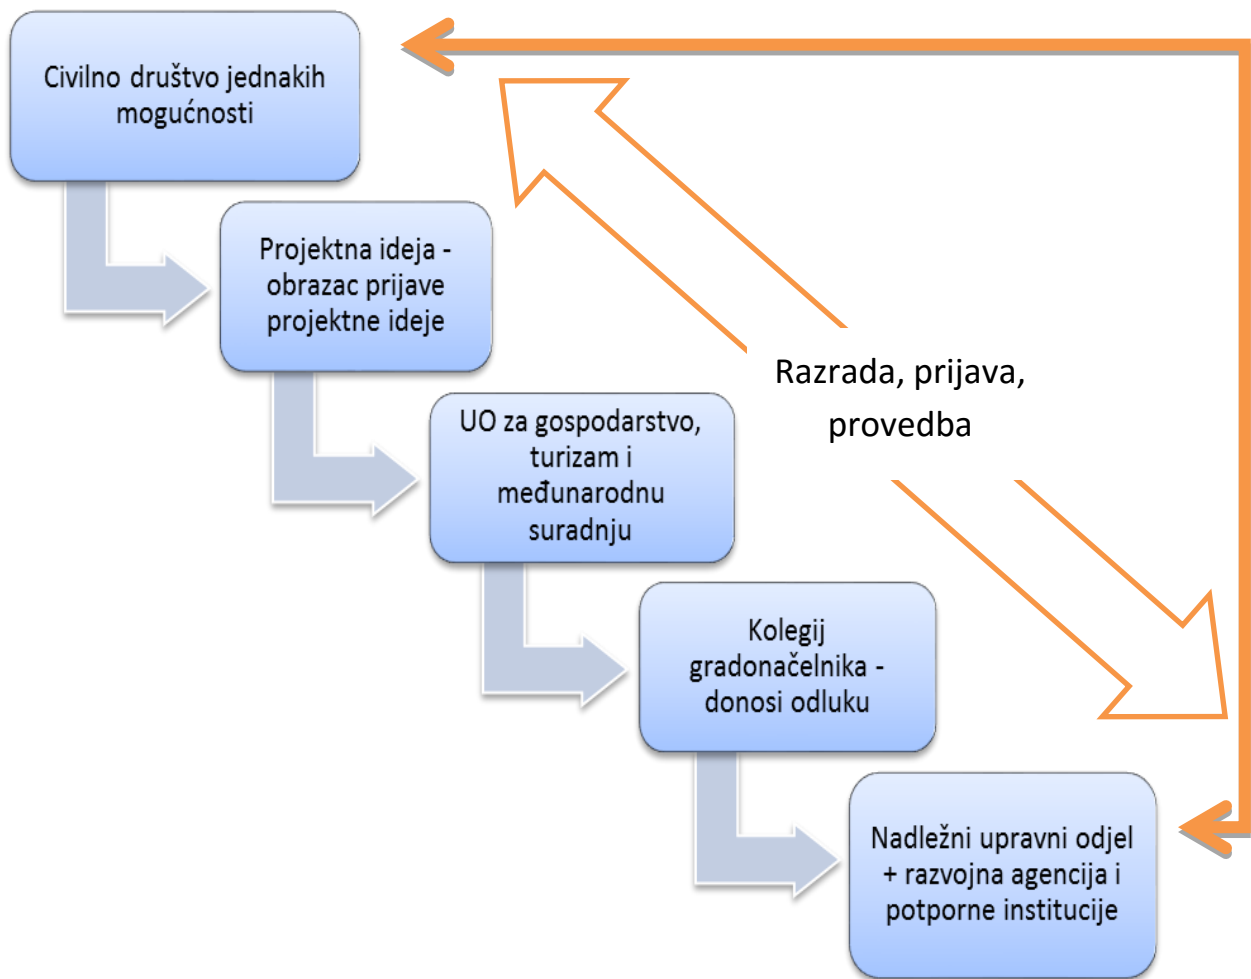 Civilno društvo jednakih
mogućnosti
Projektna ideja -
obrazac prijave
projektne ideje
Razrada, prijava,
provedba
UO za gospodarstvo,
turizam i
međunarodnu
suradnju
Kolegij
gradonačelnika -
donosi odluku
Nadležni upravni odjel
+ razvojna agencija i
potporne institucije